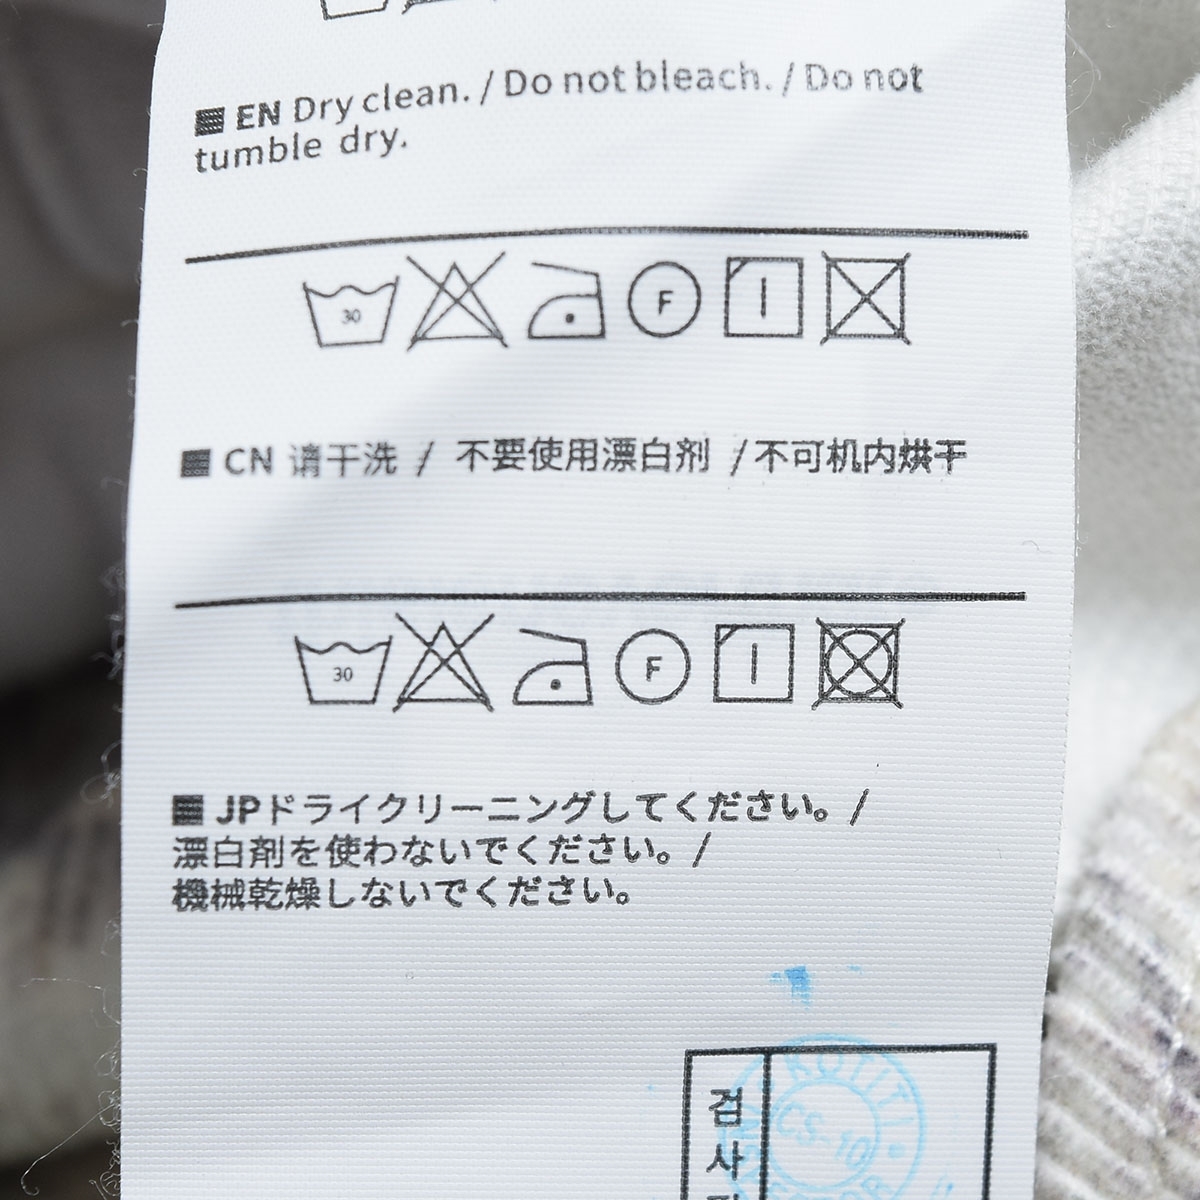 EN Dry clean. / Do not bleach. / Do not
tumble dry.
30 F
CN 请干洗 / 不要使用漂白剂 / 不可机内烘干
30 F
JPドライクリーニングしてください。/
漂白剤を使わないでください。/
機械乾燥しないでください。
KOTITI
CS-10
검
사